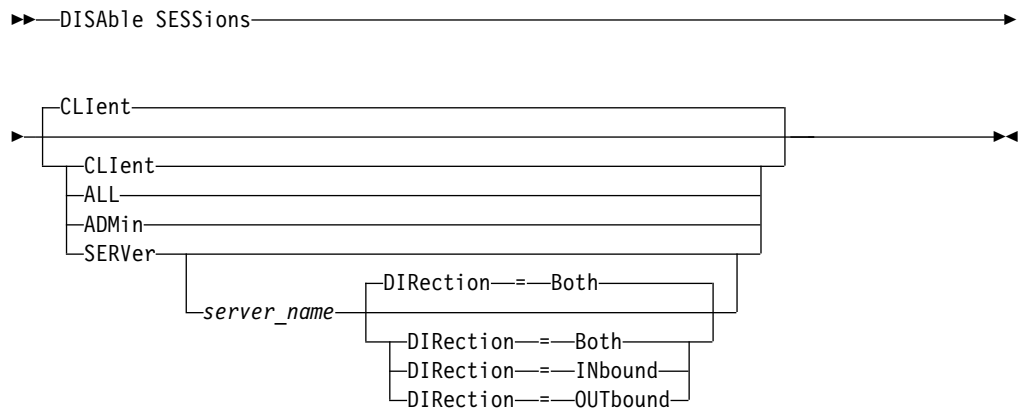 DISAble SESSions
CLIent
CLIent
ALL
ADMin
SERVer
DIRection = Both
server_name
DIRection = Both
DIRection = INbound
DIRection = OUTbound